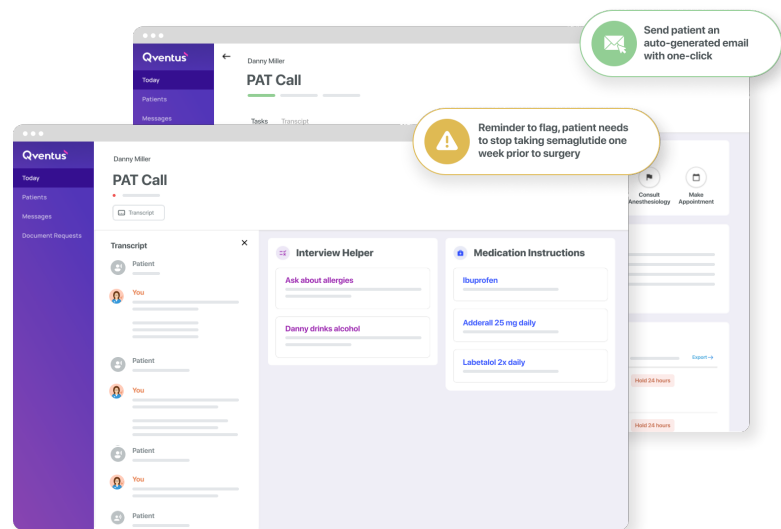 Send patient an
auto-generated email
with one-click
Qventus
Today
Patients
Messages
Danny Miller
PAT Call
Tasks
Transcipt
Reminder to flag, patient needs
to stop taking semaglutide one
week prior to surgery
Consult
Anesthesiology
Make
Appointment
Export →
Hold 24 hours
Hold 24 hours
Qventus
Today
Patients
Messages
Document Requests
Danny Miller
PAT Call
Transcript
Transcript
Patient
You
Patient
You
Patient
You
Patient
Interview Helper
Ask about allergies
Danny drinks alcohol
Medication Instructions
Ibuprofen
Adderall 25 mg daily
Labetalol 2x daily